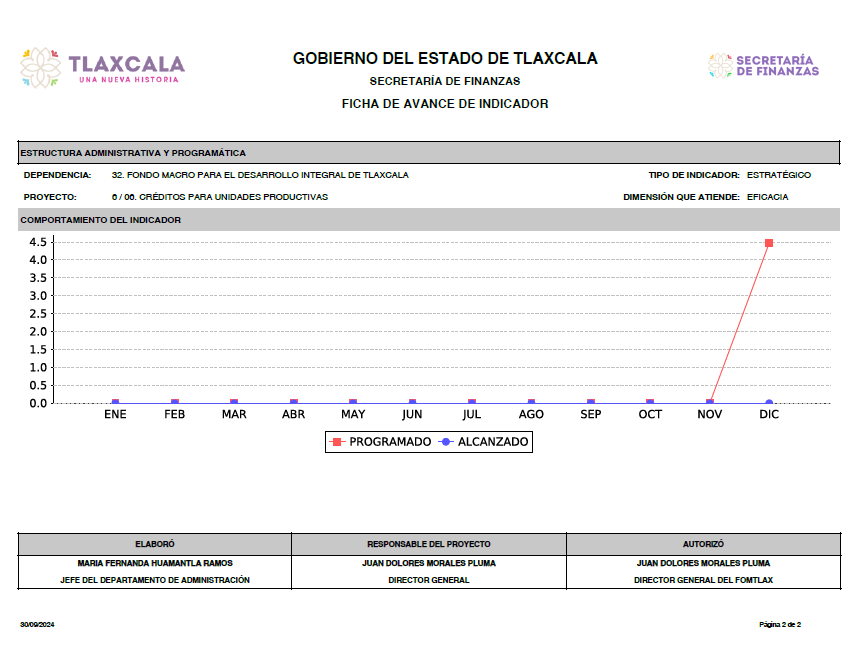 TLAXCALA
UNA NUEVA HISTORIA
GOBIERNO DEL ESTADO DE TLAXCALA
SECRETARÍA DE FINANZAS
FICHA DE AVANCE DE INDICADOR
SECRETARÍA
DE FINANZAS
ESTRUCTURA ADMINISTRATIVA Y PROGRAMÁTICA
DEPENDENCIA: 32. FONDO MACRO PARA EL DESARROLLO INTEGRAL DE TLAXCALA TIPO DE INDICADOR: ESTRATÉGICO
PROYECTO: 6 / 06. CRÉDITOS PARA UNIDADES PRODUCTIVAS DIMENSIÓN QUE ATIENDE: EFICACIA
COMPORTAMIENTO DEL INDICADOR
4.5
4.0
3.5
3.0
2.5
2.0
1.5
1.0
0.5
0.0
ENE FEB MAR ABR MAY JUN JUL AGO SEP OCT NOV DIC
PROGRAMADO ALCANZADO
ELABORÓ RESPONSABLE DEL PROYECTO AUTORIZÓ
MARIA FERNANDA HUAMANTLA RAMOS JUAN DOLORES MORALES PLUMA JUAN DOLORES MORALES PLUMA
JEFE DEL DEPARTAMENTO DE ADMINISTRACIÓN DIRECTOR GENERAL DIRECTOR GENERAL DEL FOMTLAX
30/09/2024 Página 2 de 2